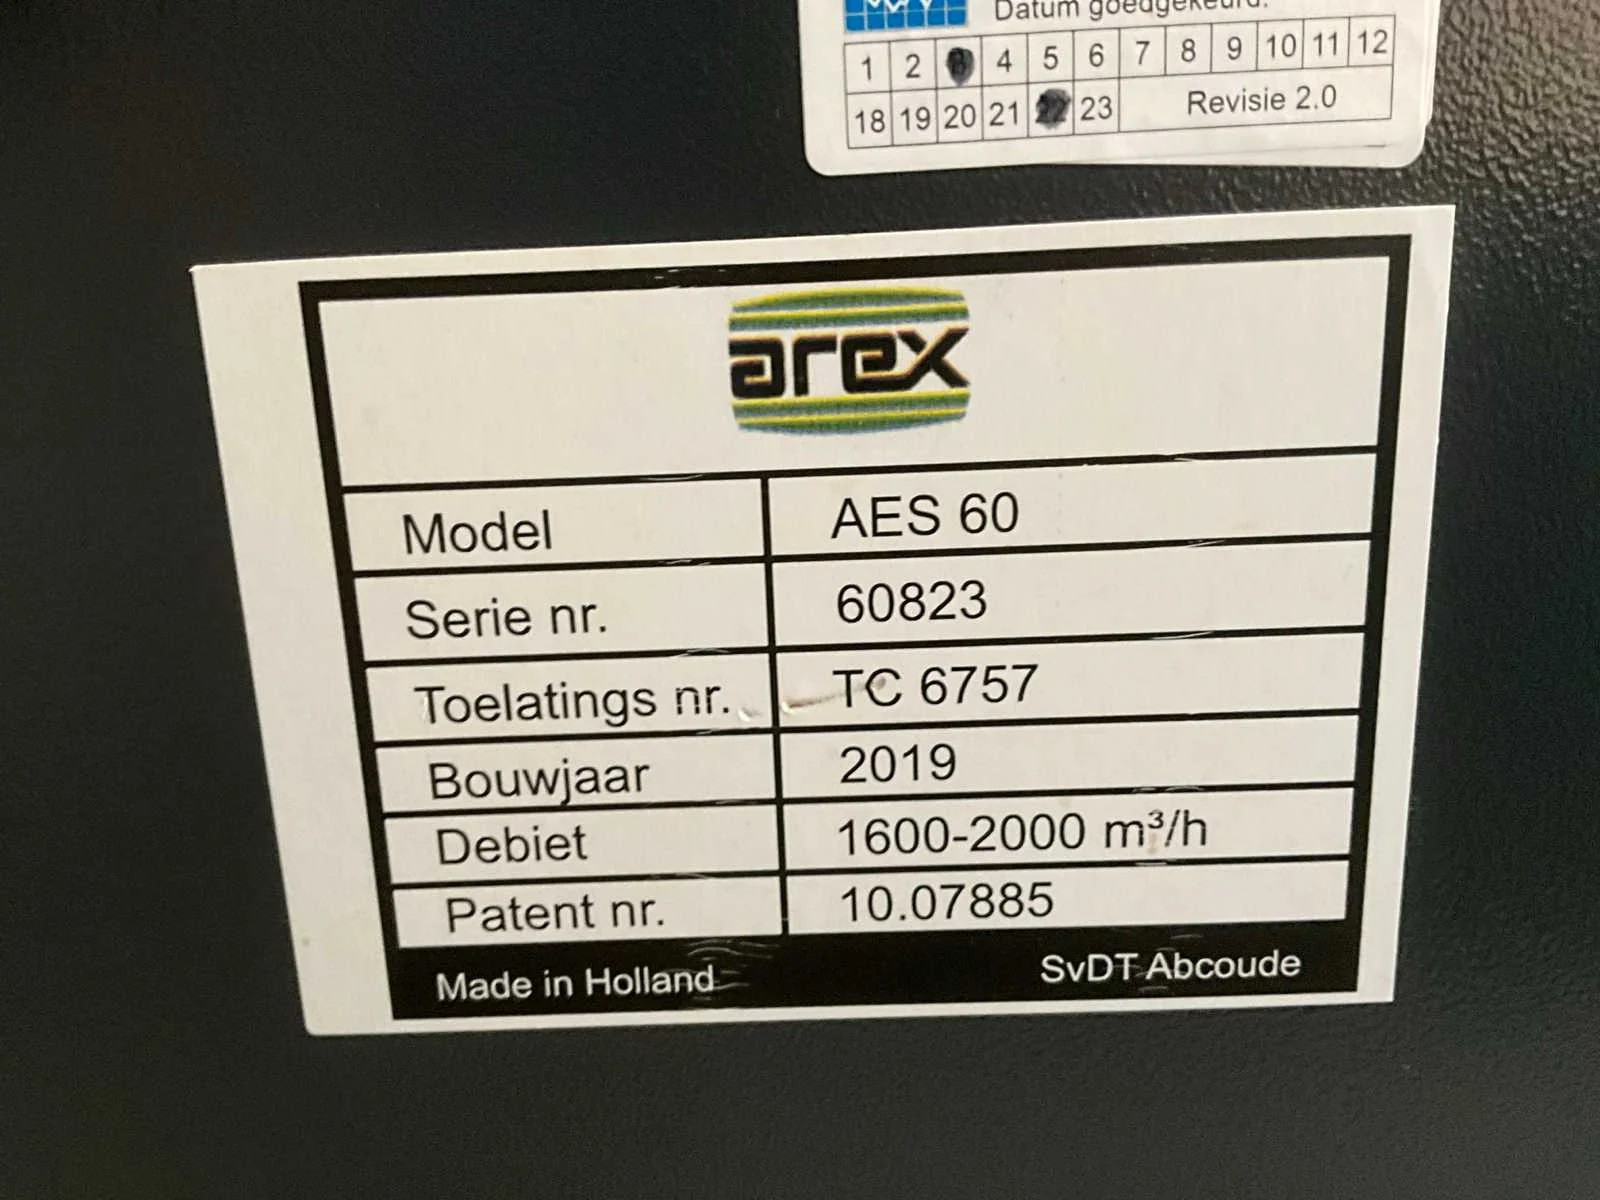 Datum goedgekeurd:
1 2 3 4 5 6 7 8 9 10 11 12
18 19 20 21 22 23 Revisie 2.0
arex
Model AES 60
Serie nr. 60823
Toelatings nr. TC 6757
Bouwjaar 2019
Debiet 1600-2000 m³/h
Patent nr. 10.07885
Made in Holland SvDT Abcoude